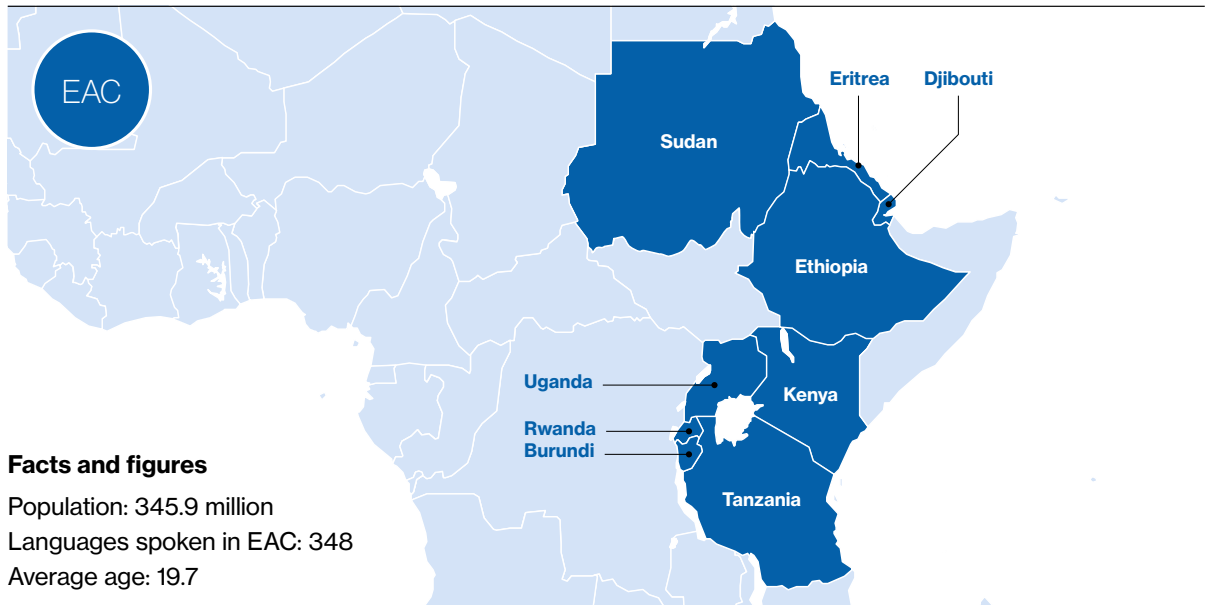 EAC
Eritrea
Djibouti
Sudan
Ethiopia
Uganda
Kenya
Rwanda
Burundi
Tanzania
Facts and figures
Population: 345.9 million
Languages spoken in EAC: 348
Average age: 19.7